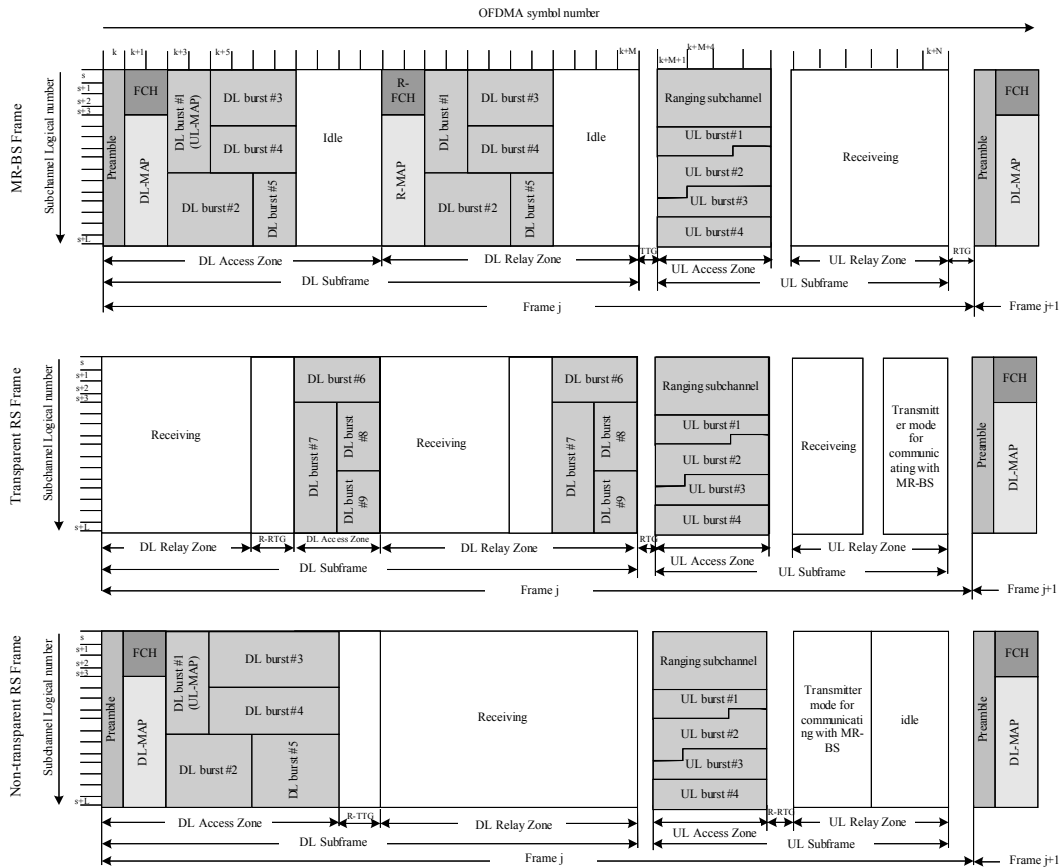 OFDMA symbol number
k k+1 k+3 k+5 k+M k+M+1 k+M+4 k+N
MR-BS Frame
Subchannel Logical number
s
s+1
s+2
s+3
s+L
Preamble
FCH
DL-MAP
DL burst #1 (UL-MAP)
DL burst #3
DL burst #4
DL burst #2
DL burst #5
Idle
R-FCH
R-MAP
DL burst #1
DL burst #3
DL burst #4
DL burst #2
DL burst #5
Idle
Ranging subchannel
UL burst#1
UL burst #2
UL burst #3
UL burst #4
Receiveing
Preamble
FCH
DL-MAP
DL Access Zone
DL Relay Zone
TTG
UL Access Zone
UL Relay Zone
RTG
DL Subframe
UL Subframe
Frame j
Frame j+1
Transparent RS Frame
Subchannel Logical number
s
s+1
s+2
s+3
s+L
Receiving
DL burst #6
DL burst #7
DL burst #8
DL burst #9
Receiving
DL burst #6
DL burst #7
DL burst #8
DL burst #9
Ranging subchannel
UL burst #1
UL burst #2
UL burst #3
UL burst #4
Receiveing
Transmitt
er mode for
communic
ating with
MR-BS
Preamble
FCH
DL-MAP
DL Relay Zone
R-RTG
DL Access Zone
DL Relay Zone
RTG
UL Access Zone
UL Relay Zone
DL Subframe
UL Subframe
Frame j
Frame j+1
Non-transparent RS Frame
Subchannel Logical number
s
s+1
s+2
s+3
s+L
Preamble
FCH
DL-MAP
DL burst #1 (UL-MAP)
DL burst #3
DL burst #4
DL burst #2
DL burst #5
Receiving
Ranging subchannel
UL burst #1
UL burst #2
UL burst #3
UL burst #4
Transmitter
mode for
communicati
ng with MR-
BS
idle
Preamble
FCH
DL-MAP
DL Access Zone
R-TTG
DL Relay Zone
UL Access Zone
R-RTG
UL Relay Zone
DL Subframe
UL Subframe
Frame j
Frame j+1